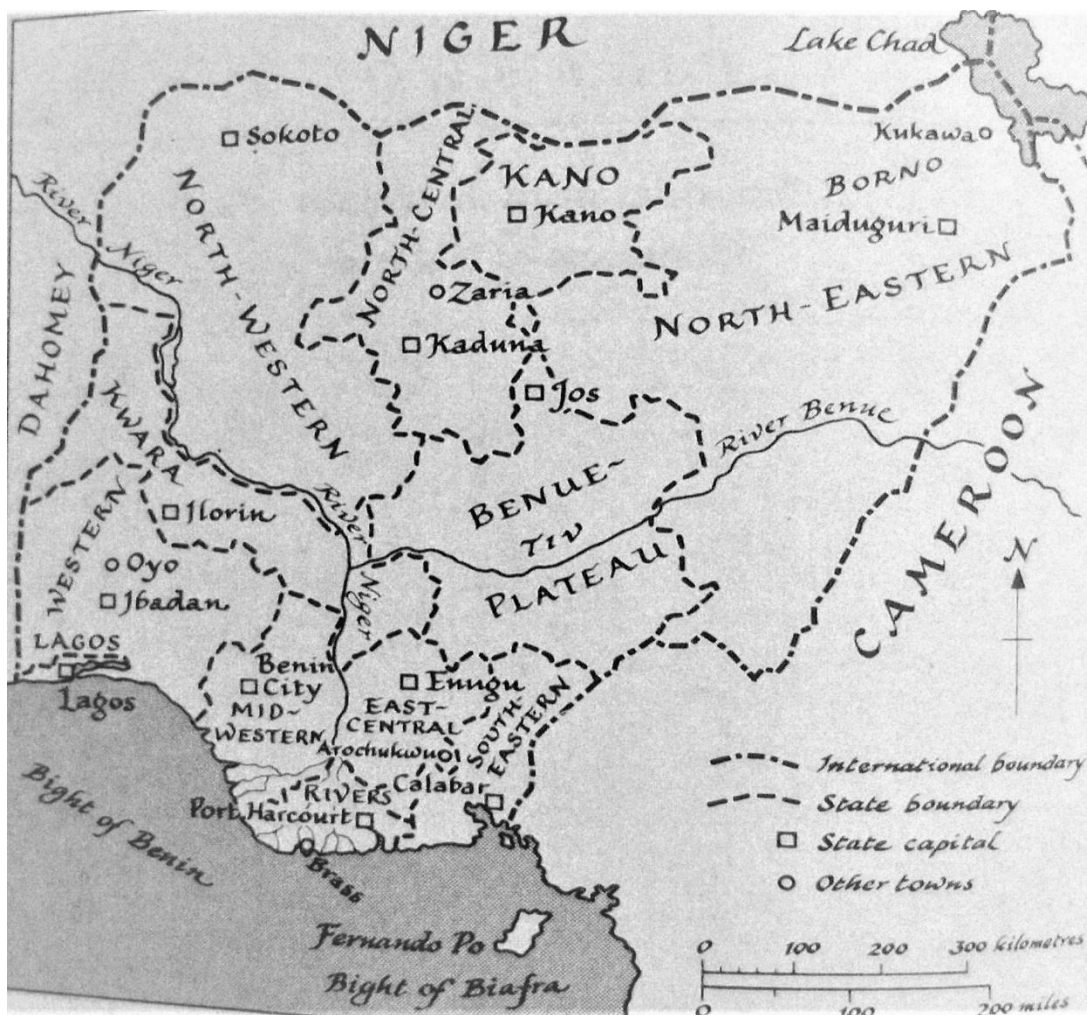 NIGER
Lake Chad
Sokoto
Kukawa
NORTH-CENTRAL
KANO
Kano
BORNO
Maiduguri
River Niger
NORTH-WESTERN
Zaria
NORTH-EASTERN
DAHOMEY
Kaduna
Jos
KWARA
River Benue
BENUE-
PLATEAU
TIV
CAMEROON
WESTERN
Ilorin
River Niger
Oyo
Ibadan
N
LAGOS
Lagos
Benin
City
MID-
WESTERN
Enugu
EAST-
CENTRAL
SOUTH-
EASTERN
Arochukwu
Calabar
RIVERS
Port Harcourt
Brass
Bight of Benin
Fernando Po
Bight of Biafra
International boundary
State boundary
State capital
Other towns
0 100 200 300 kilometres
0 100 200 miles